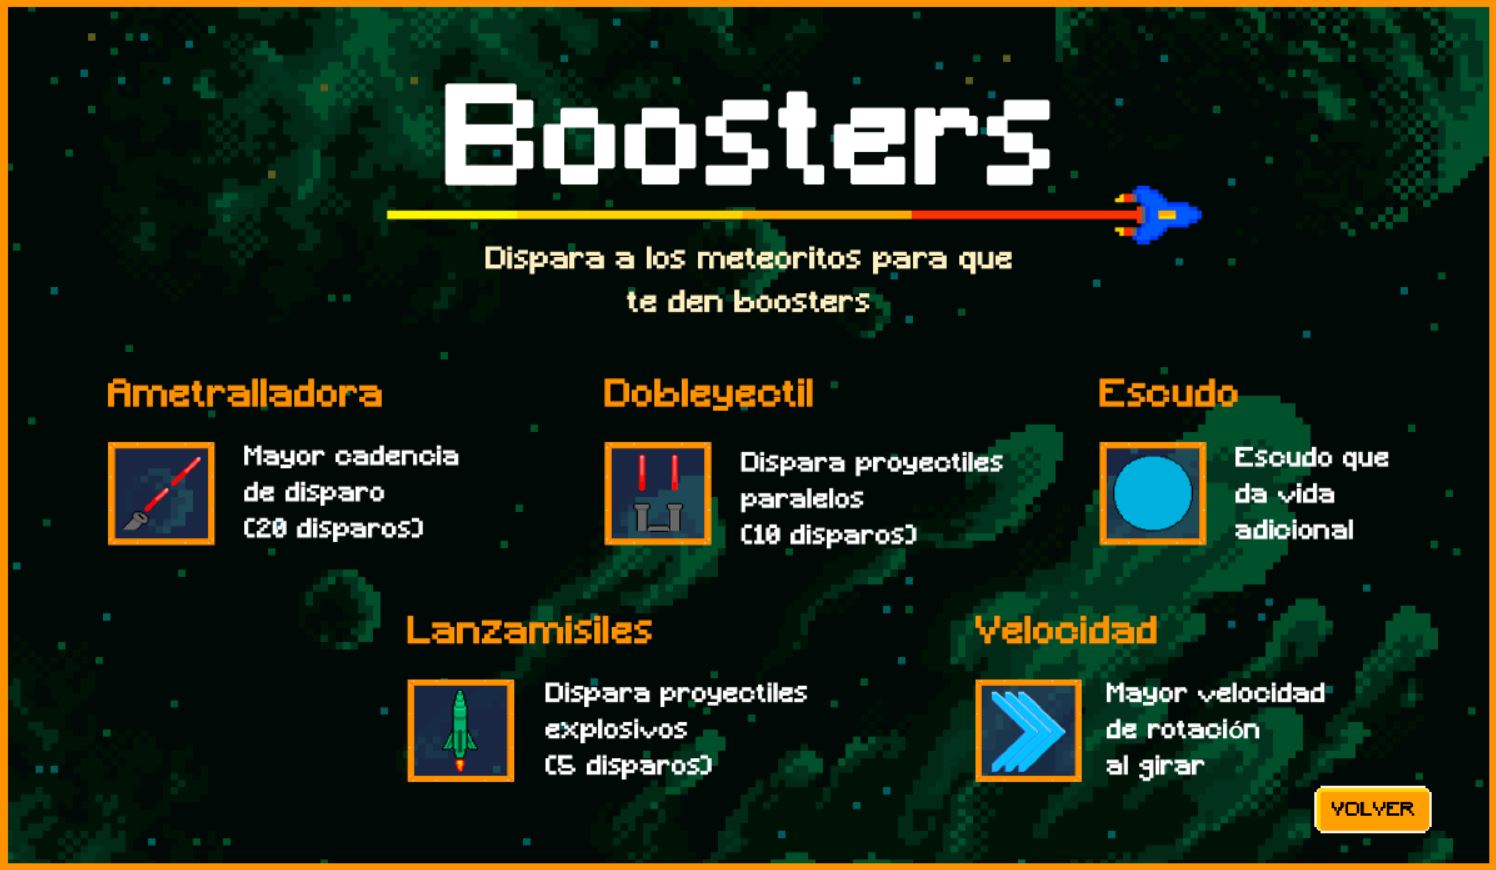 Boosters
Dispara a los meteoritos para que
te den boosters
Ametralladora
Mayor cadencia
de disparo
(20 disparos)
Dobleyectil
Dispara proyectiles
paralelos
(10 disparos)
Escudo
Escudo que
da vida
adicional
Lanzamisiles
Dispara proyectiles
explosivos
(5 disparos)
Velocidad
Mayor velocidad
de rotación
al girar
VOLVER